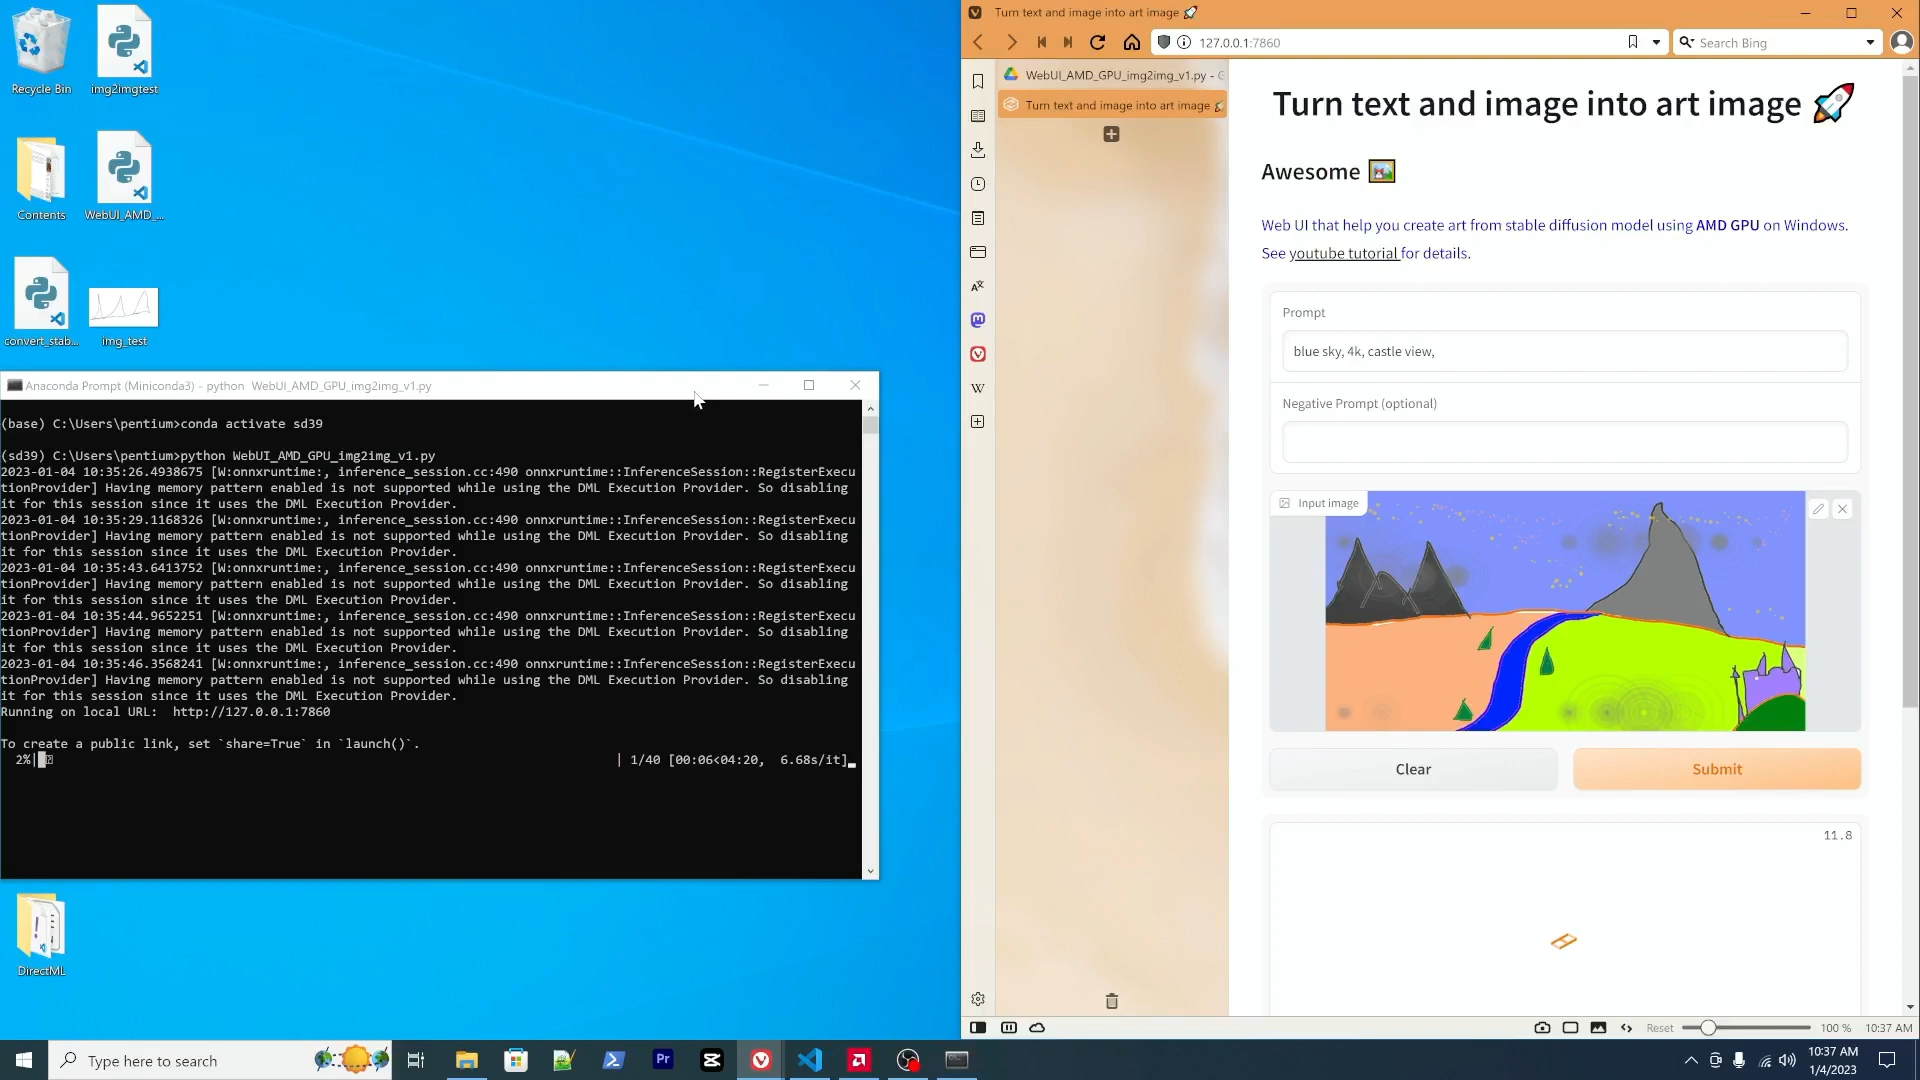 Recycle Bin
img2imgtest
Contents
WebUI_AMD_...
convert_stab...
img_test
Anaconda Prompt (Miniconda3) - python  WebUI_AMD_GPU_img2img_v1.py
(base) C:\Users\pentium>conda activate sd39
(sd39) C:\Users\pentium>python WebUI_AMD_GPU_img2img_v1.py
2023-01-04 10:35:26.4938675 [W:onnxruntime:, inference_session.cc:490 onnxruntime::InferenceSession::RegisterExecu
tionProvider] Having memory pattern enabled is not supported while using the DML Execution Provider. So disabling
it for this session since it uses the DML Execution Provider.
2023-01-04 10:35:29.1168326 [W:onnxruntime:, inference_session.cc:490 onnxruntime::InferenceSession::RegisterExecu
tionProvider] Having memory pattern enabled is not supported while using the DML Execution Provider. So disabling
it for this session since it uses the DML Execution Provider.
2023-01-04 10:35:43.6413752 [W:onnxruntime:, inference_session.cc:490 onnxruntime::InferenceSession::RegisterExecu
tionProvider] Having memory pattern enabled is not supported while using the DML Execution Provider. So disabling
it for this session since it uses the DML Execution Provider.
2023-01-04 10:35:44.9652251 [W:onnxruntime:, inference_session.cc:490 onnxruntime::InferenceSession::RegisterExecu
tionProvider] Having memory pattern enabled is not supported while using the DML Execution Provider. So disabling
it for this session since it uses the DML Execution Provider.
2023-01-04 10:35:46.3568241 [W:onnxruntime:, inference_session.cc:490 onnxruntime::InferenceSession::RegisterExecu
tionProvider] Having memory pattern enabled is not supported while using the DML Execution Provider. So disabling
it for this session since it uses the DML Execution Provider.
Running on local URL:  http://127.0.0.1:7860
To create a public link, set `share=True` in `launch()`.
2%| | 1/40 [00:06<04:20,  6.68s/it]
DirectML
Turn text and image into art image 🚀
127.0.0.1:7860
Search Bing
WebUI_AMD_GPU_img2img_v1.py - G
Turn text and image into art image 🚀
Turn text and image into art image 🚀
Awesome 🖼️
Web UI that help you create art from stable diffusion model using AMD GPU on Windows.
See youtube tutorial for details.
Prompt
blue sky, 4k, castle view,
Negative Prompt (optional)
Input image
Clear
Submit
11.8
Reset
100 %
10:37 AM
Type here to search
Pr
10:37 AM
1/4/2023